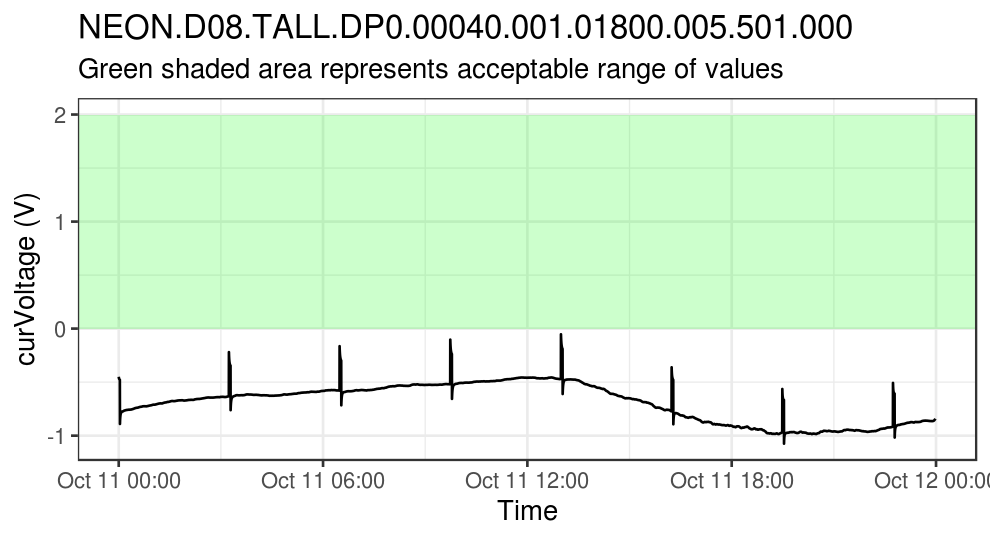 NEON.D08.TALL.DP0.00040.001.01800.005.501.000
Green shaded area represents acceptable range of values
curVoltage (V)
2
1
0
-1
Oct 11 00:00 Oct 11 06:00 Oct 11 12:00 Oct 11 18:00 Oct 12 00:00
Time